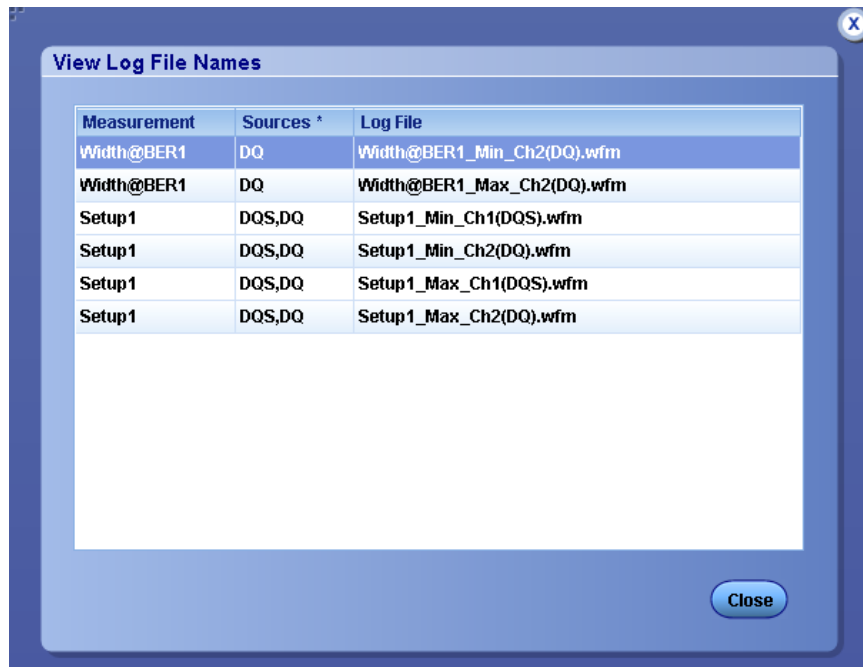 X
View Log File Names
Measurement Sources * Log File
Width@BER1 DQ Width@BER1_Min_Ch2(DQ).wfm
Width@BER1 DQ Width@BER1_Max_Ch2(DQ).wfm
Setup1 DQS,DQ Setup1_Min_Ch1(DQS).wfm
Setup1 DQS,DQ Setup1_Min_Ch2(DQ).wfm
Setup1 DQS,DQ Setup1_Max_Ch1(DQS).wfm
Setup1 DQS,DQ Setup1_Max_Ch2(DQ).wfm
Close